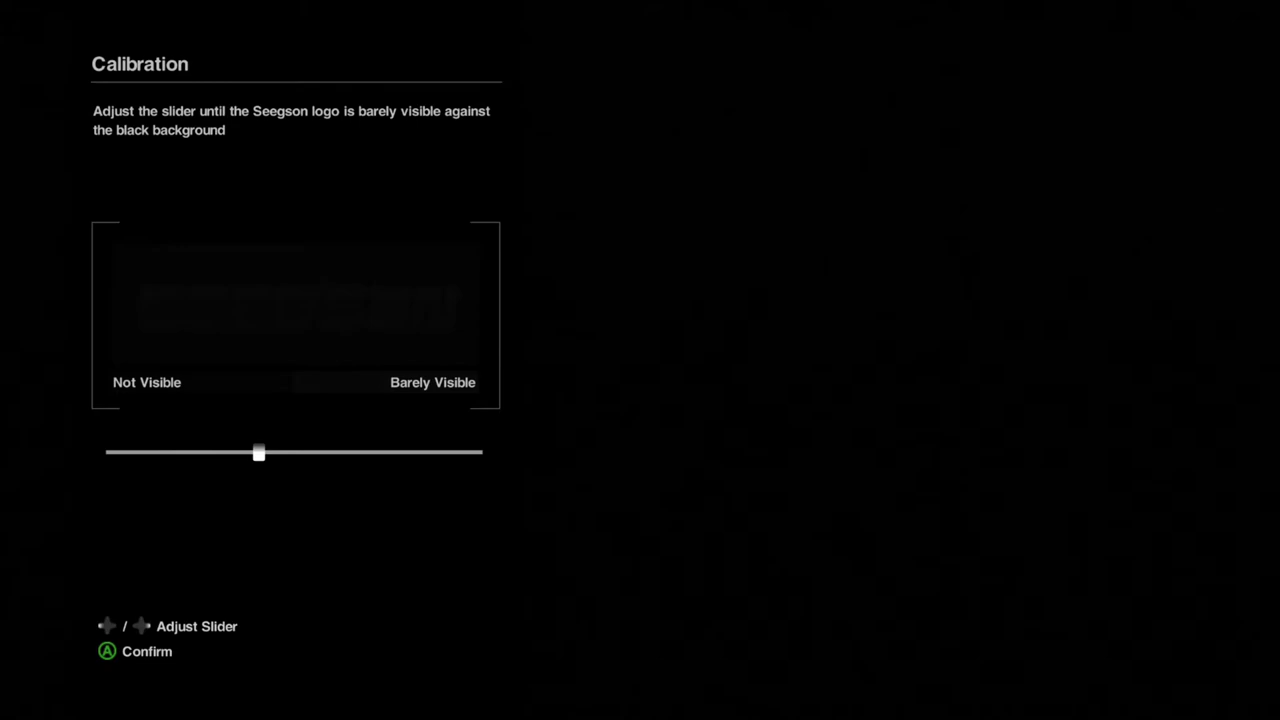 Calibration
Adjust the slider until the Seegson logo is barely visible against
the black background
Not Visible
Barely Visible
/ Adjust Slider
A Confirm